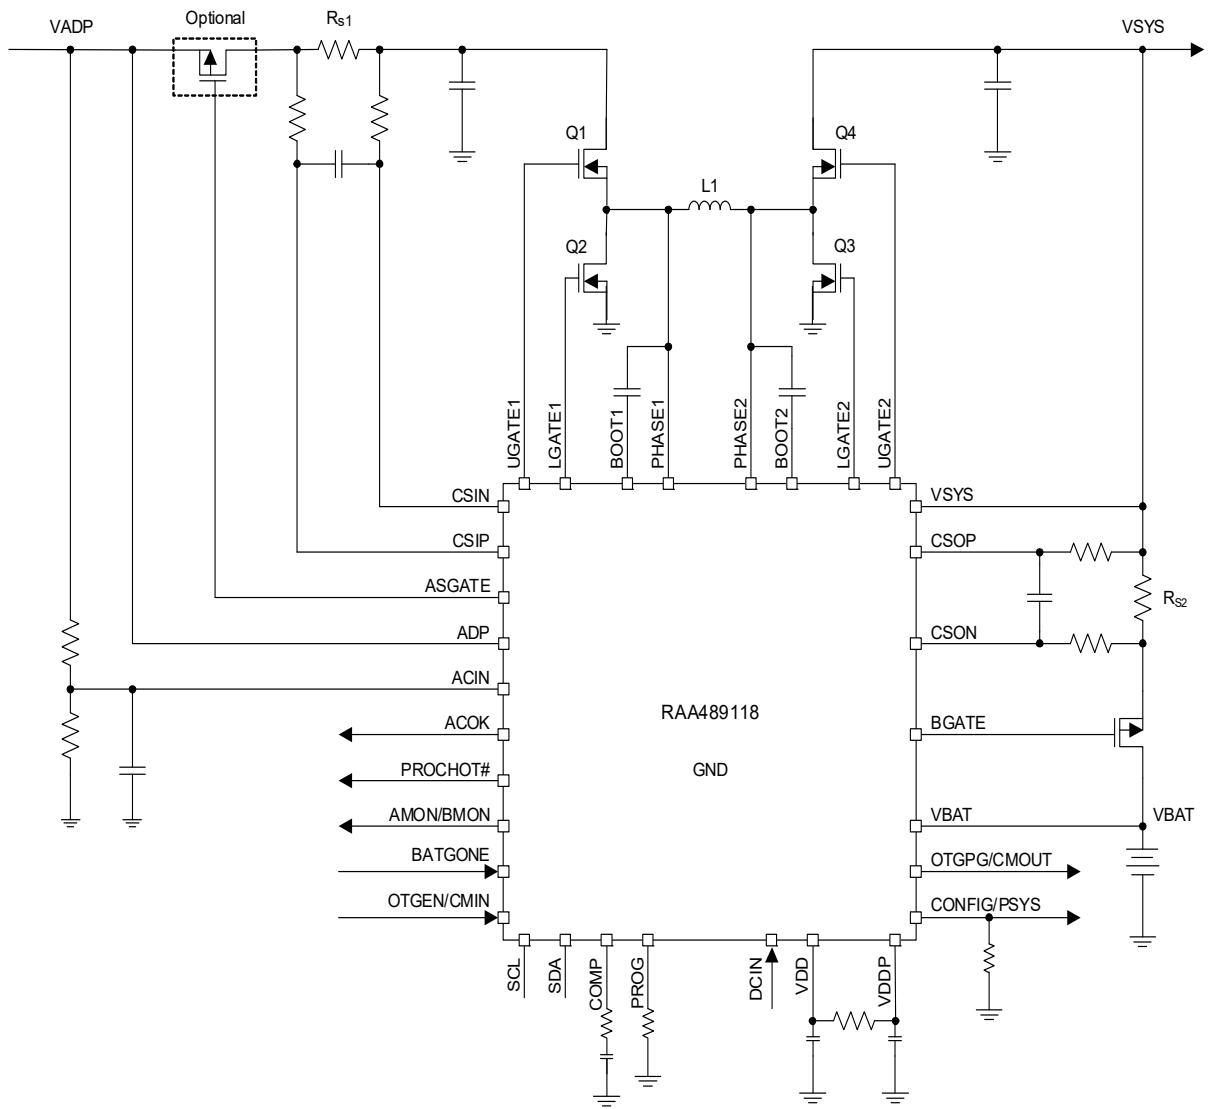 VADP
Optional
Rs1
VSYS
Q1
Q4
L1
Q2
Q3
UGATE1
LGATE1
BOOT1
PHASE1
PHASE2
BOOT2
LGATE2
UGATE2
CSIN
VSYS
CSIP
CSOP
ASGATE
RS2
ADP
CSON
ACIN
RAA489118
ACOK
BGATE
GND
PROCHOT#
AMON/BMON
VBAT
VBAT
BATGONE
OTGPG/CMOUT
OTGEN/CMIN
CONFIG/PSYS
SCL
SDA
COMP
PROG
DCIN
VDD
VDDP